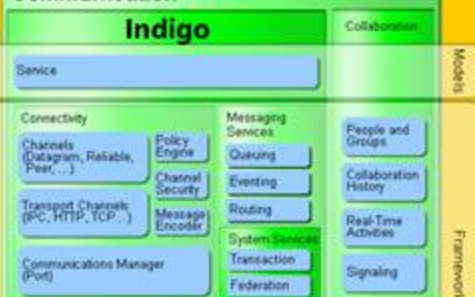 Communication
Indigo
Collaboration
Service
Models
Connectivity
Channels
(Datagram, Reliable,
Peer, ...)
Policy
Engine
Channel
Security
Transport Channels
(IPC, HTTP, TCP...)
Message
Encoder
Communications Manager
(Port)
Messaging
Services
Queuing
Eventing
Routing
System Services
Transaction
Federation
People and
Groups
Collaboration
History
Real-Time
Activities
Signaling